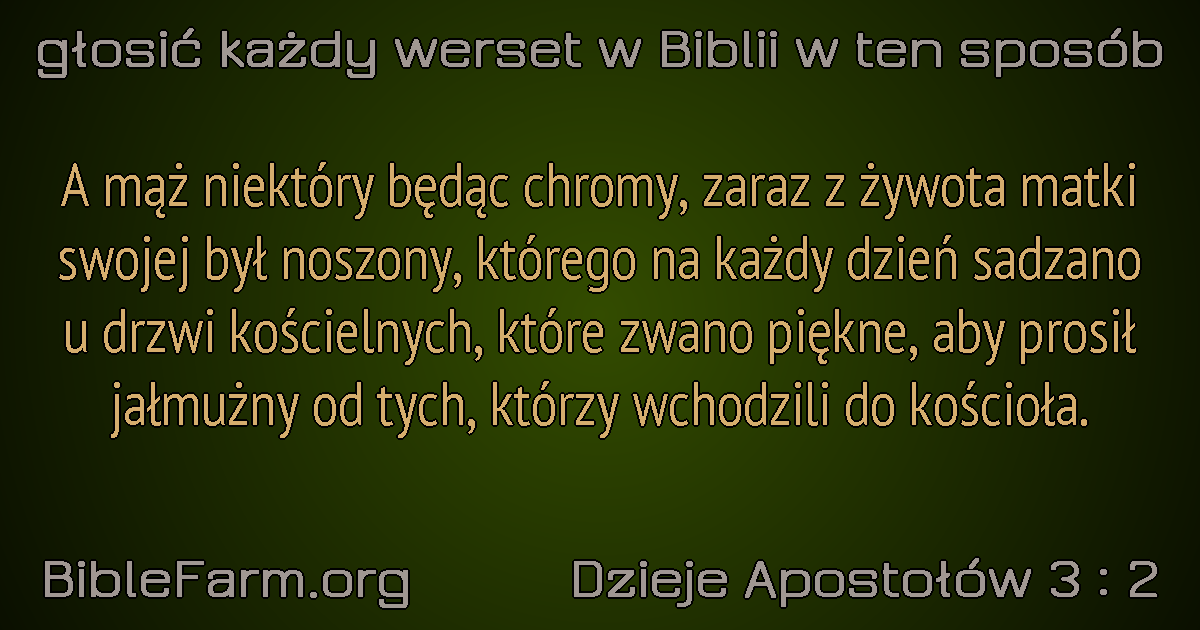 głosić każdy werset w Biblii w ten sposób
A mąż niektóry będąc chromy, zaraz z żywota matki
swojej był noszony, którego na każdy dzień sadzano
u drzwi kościelnych, które zwano piękne, aby prosił
jałmużny od tych, którzy wchodzili do kościoła.
BibleFarm.org
Dzieje Apostołów 3 : 2